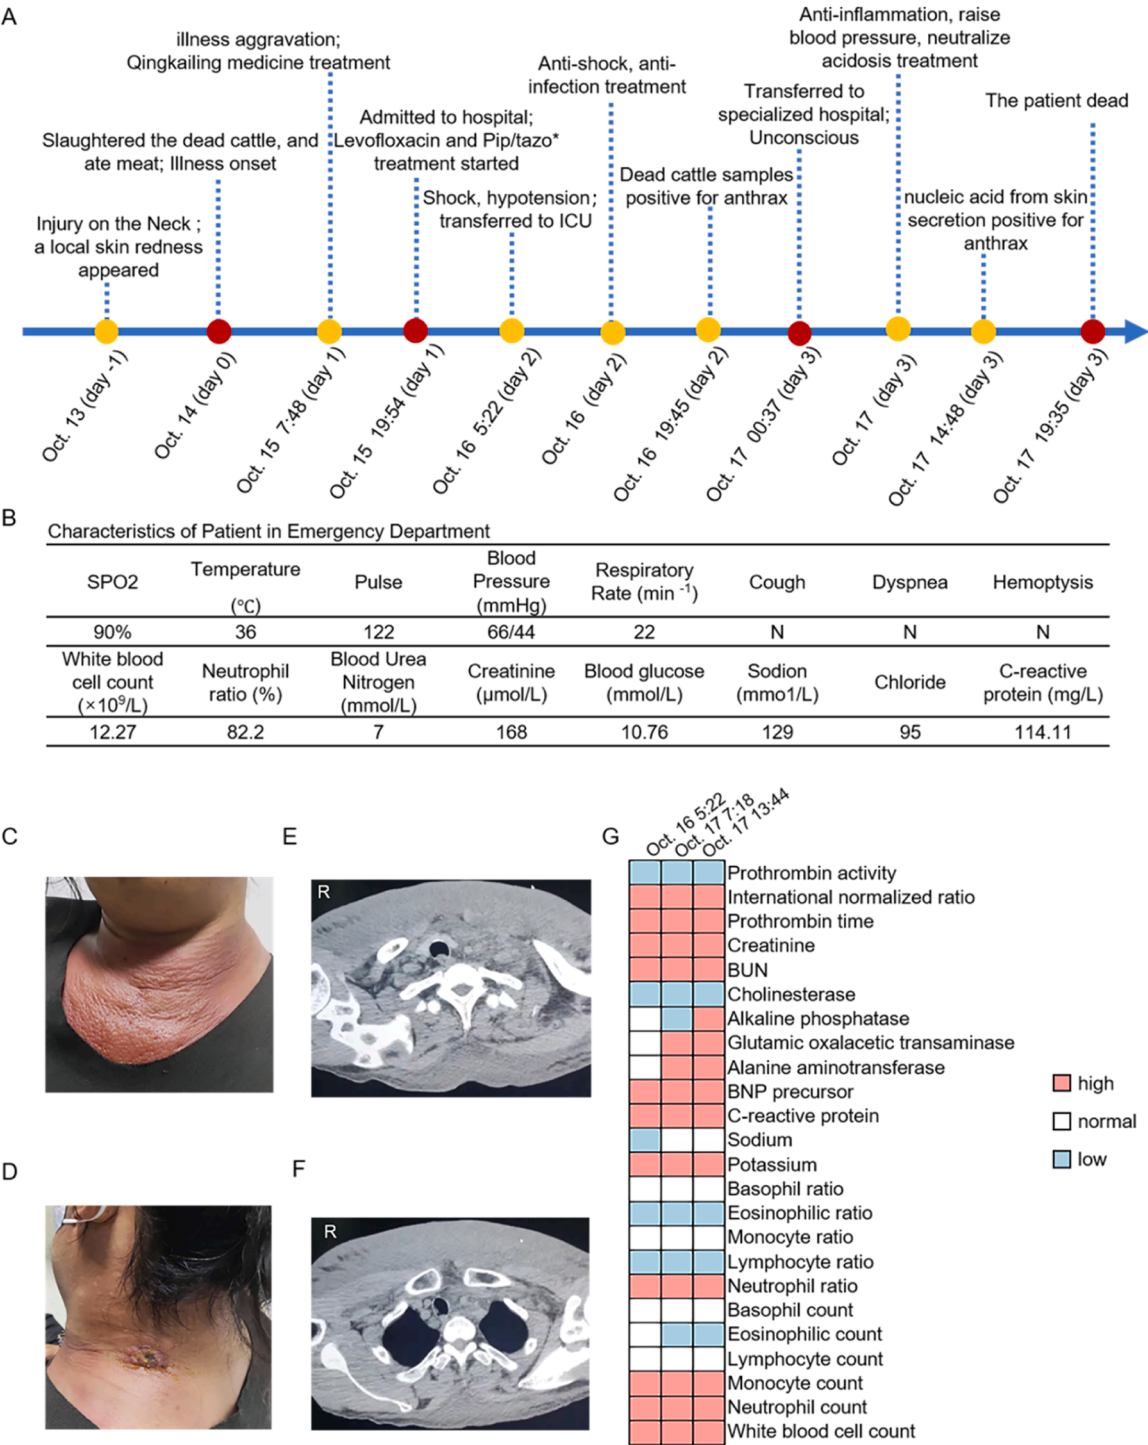 A
Injury on the Neck ;
a local skin redness
appeared
Slaughtered the dead cattle, and
ate meat; Illness onset
illness aggravation;
Qingkailing medicine treatment
Admitted to hospital;
Levofloxacin and Pip/tazo*
treatment started
Shock, hypotension;
transferred to ICU
Anti-shock, anti-
infection treatment
Dead cattle samples
positive for anthrax
Transferred to
specialized hospital;
Unconscious
Anti-inflammation, raise
blood pressure, neutralize
acidosis treatment
nucleic acid from skin
secretion positive for
anthrax
The patient dead
Oct. 13 (day -1)
Oct. 14 (day 0)
Oct. 15 7:48 (day 1)
Oct. 15 19:54 (day 1)
Oct. 16 5:22 (day 2)
Oct. 16 (day 2)
Oct. 16 19:45 (day 2)
Oct. 17 00:37 (day 3)
Oct. 17 (day 3)
Oct. 17 14:48 (day 3)
Oct. 17 19:35 (day 3)
B
Characteristics of Patient in Emergency Department
SPO2
Temperature
(℃)
Pulse
Blood
Pressure
(mmHg)
Respiratory
Rate (min -1)
Cough
Dyspnea
Hemoptysis
90% 36 122 66/44 22 N N N
White blood
cell count
(×10⁹/L)
Neutrophil
ratio (%)
Blood Urea
Nitrogen
(mmol/L)
Creatinine
(μmol/L)
Blood glucose
(mmol/L)
Sodion
(mmo1/L)
Chloride
C-reactive
protein (mg/L)
12.27 82.2 7 168 10.76 129 95 114.11
C
D
E
R
F
R
G
Oct. 16 5:22
Oct. 17 7:18
Oct. 17 13:44
Prothrombin activity
International normalized ratio
Prothrombin time
Creatinine
BUN
Cholinesterase
Alkaline phosphatase
Glutamic oxalacetic transaminase
Alanine aminotransferase
BNP precursor
C-reactive protein
Sodium
Potassium
Basophil ratio
Eosinophilic ratio
Monocyte ratio
Lymphocyte ratio
Neutrophil ratio
Basophil count
Eosinophilic count
Lymphocyte count
Monocyte count
Neutrophil count
White blood cell count
high
normal
low